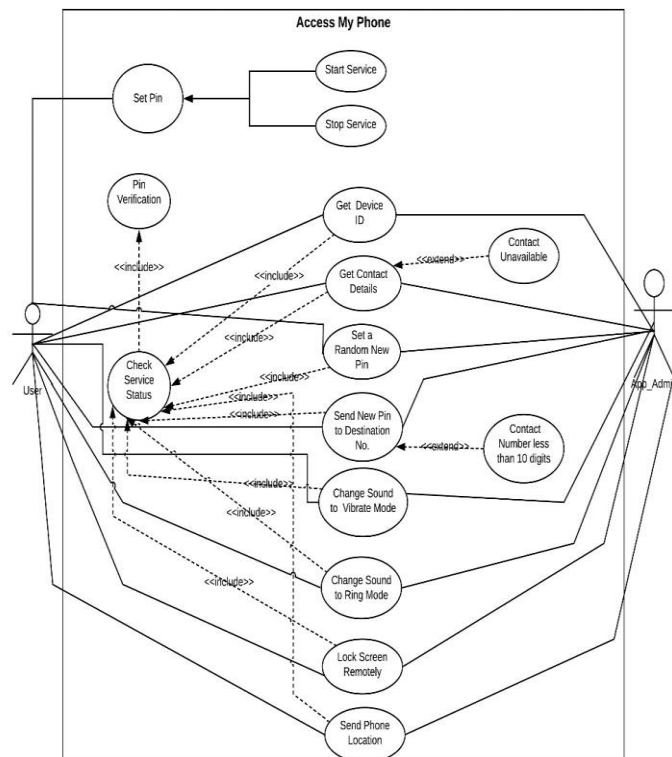 Access My Phone
Start Service
Set Pin
Stop Service
Pin
Verification
Get Device
ID
<<include>>
<<include>>
<<extend>>
Contact
Unavailable
Get Contact
Details
<<include>>
Set a
Random New
Pin
User
Check
Service
Status
<<include>>
<<include>>
<<include>>
Send New Pin
to Destination
No.
<<extend>>
Contact
Number less
than 10 digits
<<include>>
Change Sound
to Vibrate Mode
<<include>>
Change Sound
to Ring Mode
<<include>>
Lock Screen
Remotely
Send Phone
Location